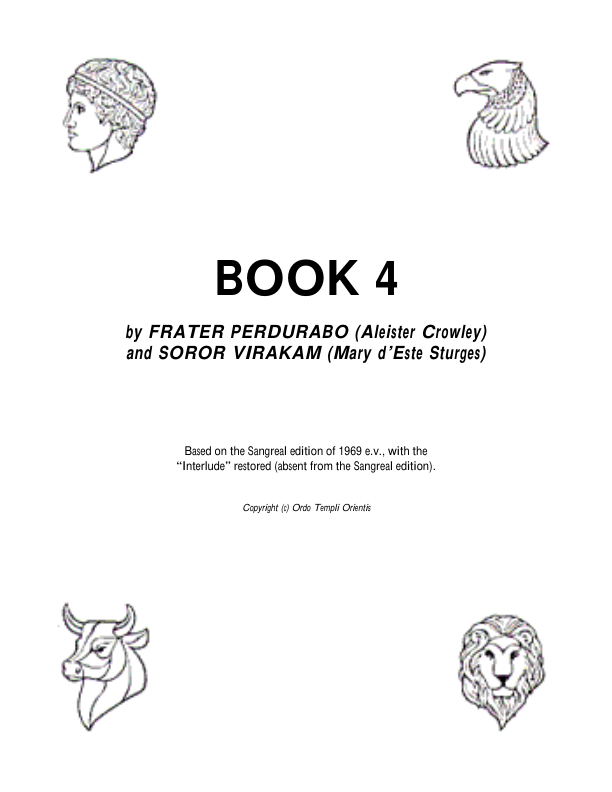 BOOK 4
by FRATER PERDURABO (Aleister Crowley)
and SOROR VIRAKAM (Mary d’Este Sturges)
Based on the Sangreal edition of 1969 e.v., with the
“Interlude” restored (absent from the Sangreal edition).
Copyright (c) Ordo Templi Orientis